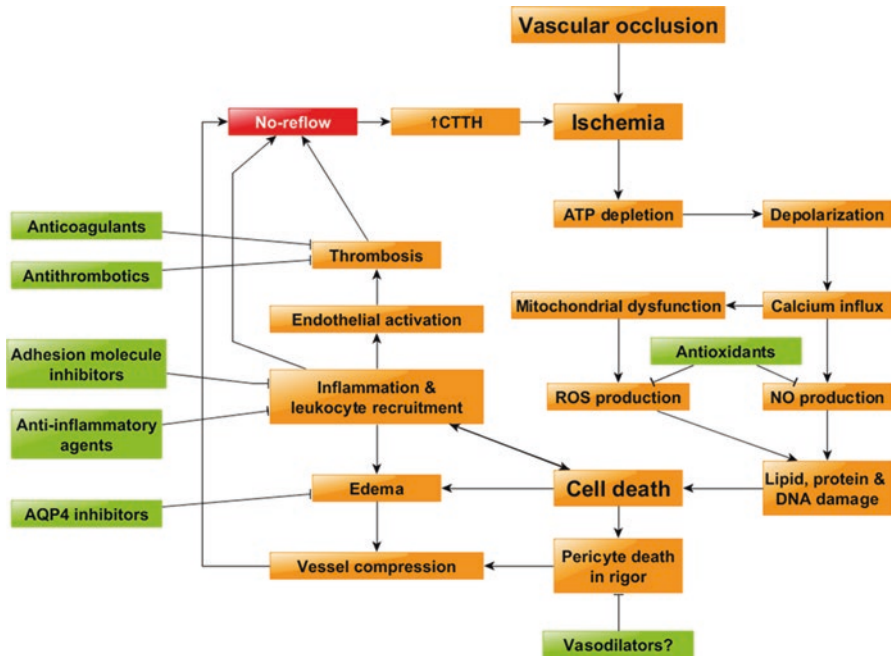 Vascular occlusion
No-reflow
↑CTTH
Ischemia
ATP depletion
Depolarization
Anticoagulants
Thrombosis
Antithrombotics
Endothelial activation
Mitochondrial dysfunction
Calcium influx
Antioxidants
Adhesion molecule
inhibitors
Inflammation &
leukocyte recruitment
ROS production
NO production
Anti-inflammatory
agents
Edema
Cell death
Lipid, protein &
DNA damage
AQP4 inhibitors
Vessel compression
Pericyte death
in rigor
Vasodilators?